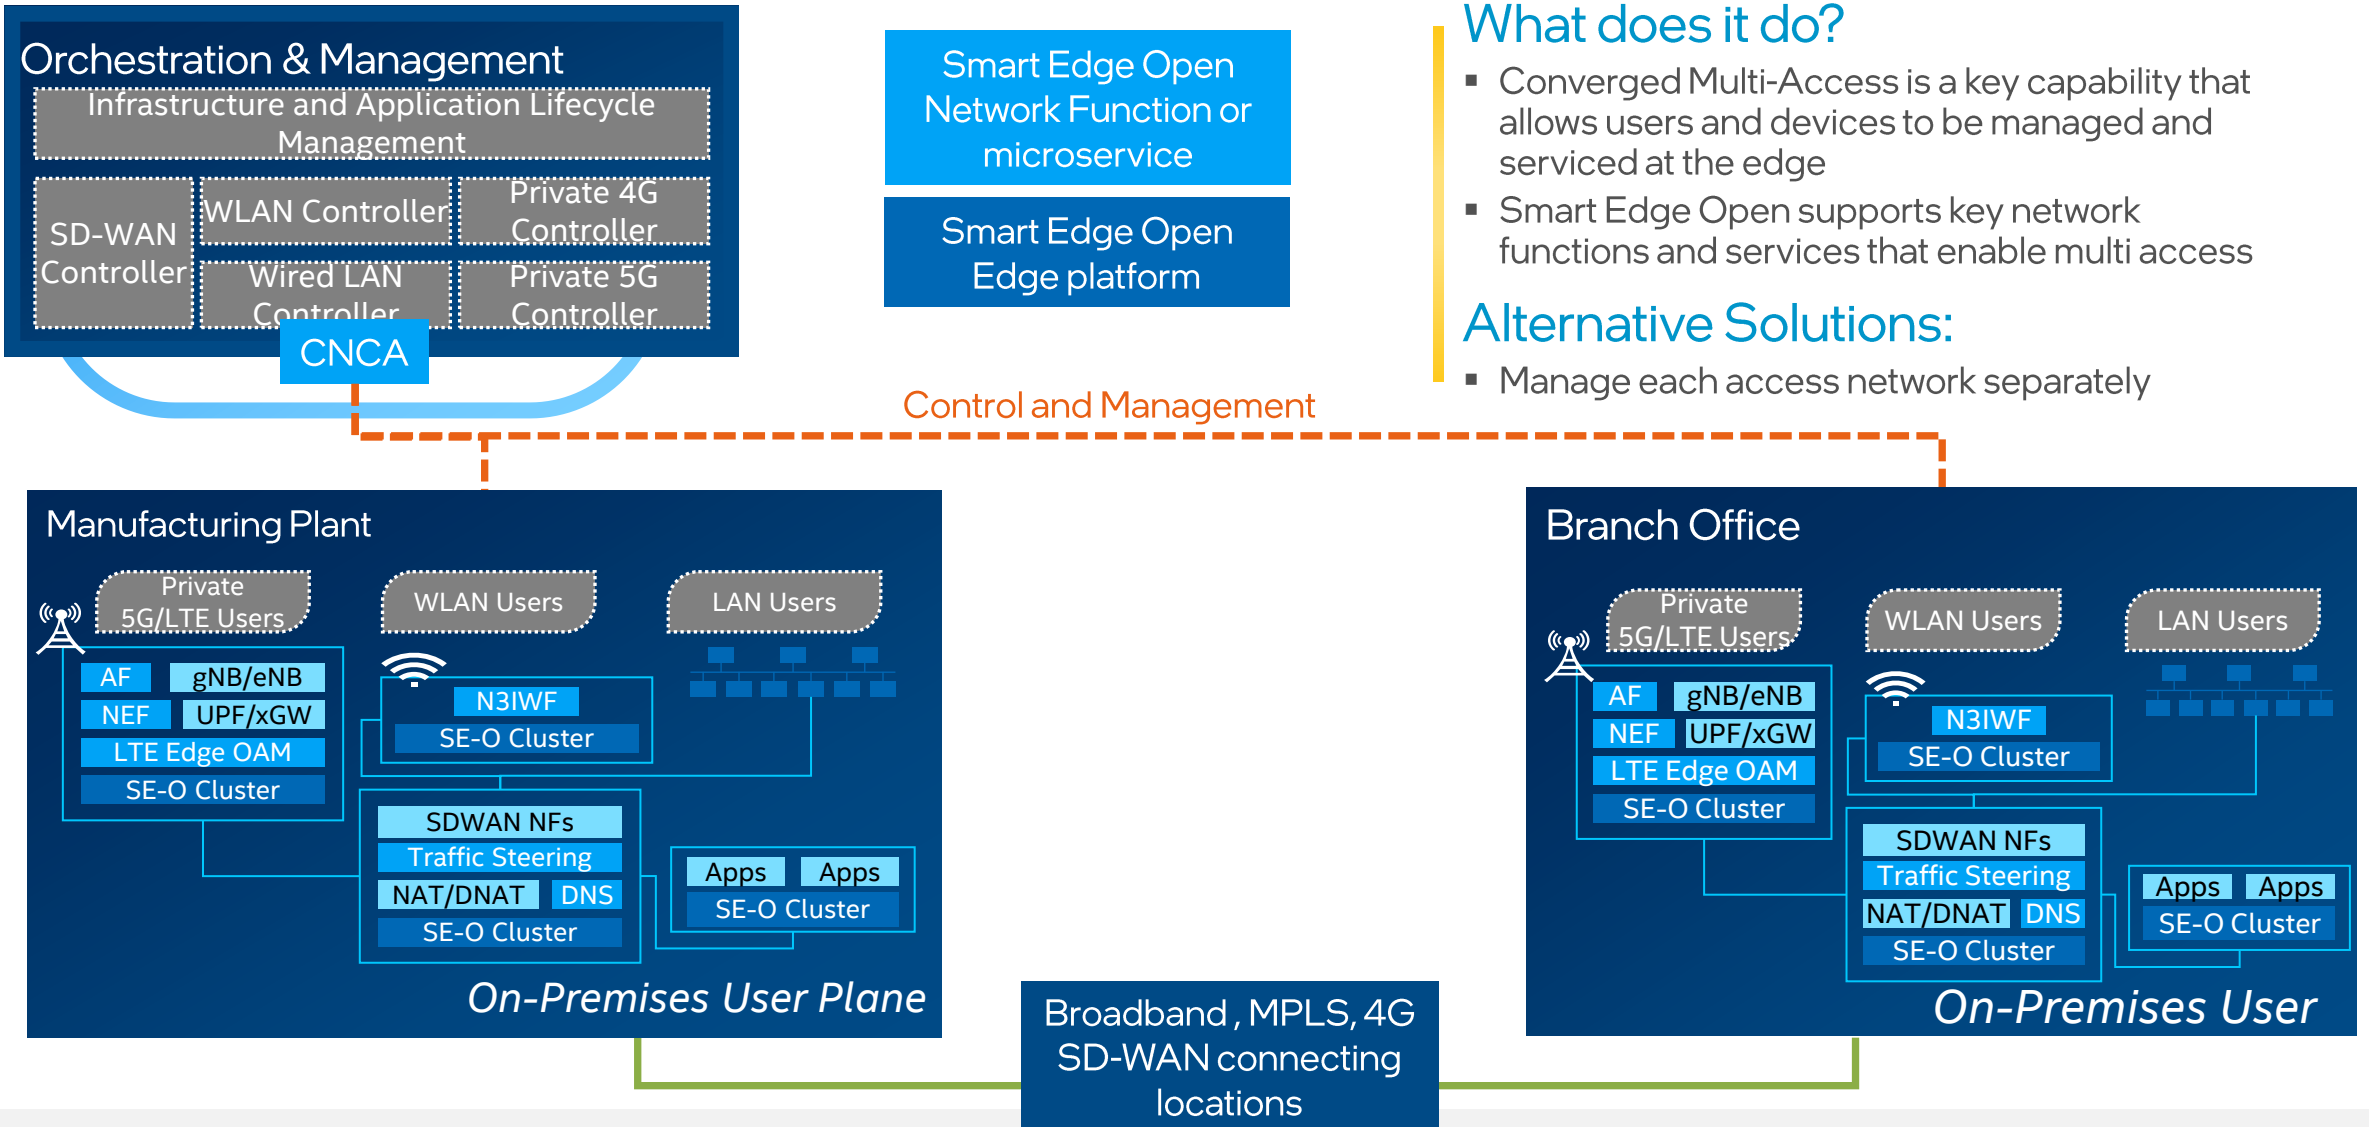 Orchestration & Management
Infrastructure and Application Lifecycle
Management
SD-WAN
Controller
WLAN Controller
Private 4G
Controller
Wired LAN
Controller
Private 5G
Controller
CNCA
Smart Edge Open
Network Function or
microservice
Smart Edge Open
Edge platform
What does it do?
▪ Converged Multi-Access is a key capability that
allows users and devices to be managed and
serviced at the edge
▪ Smart Edge Open supports key network
functions and services that enable multi access
Alternative Solutions:
▪ Manage each access network separately
Control and Management
Manufacturing Plant
Private
5G/LTE Users
WLAN Users
LAN Users
AF
gNB/eNB
NEF
UPF/xGW
LTE Edge OAM
SE-O Cluster
N3IWF
SE-O Cluster
SDWAN NFs
Traffic Steering
NAT/DNAT
DNS
SE-O Cluster
Apps
Apps
SE-O Cluster
On-Premises User Plane
Branch Office
Private
5G/LTE Users
WLAN Users
LAN Users
AF
gNB/eNB
NEF
UPF/xGW
LTE Edge OAM
SE-O Cluster
N3IWF
SE-O Cluster
SDWAN NFs
Traffic Steering
NAT/DNAT
DNS
SE-O Cluster
Apps
Apps
SE-O Cluster
On-Premises User
Broadband , MPLS, 4G
SD-WAN connecting
locations